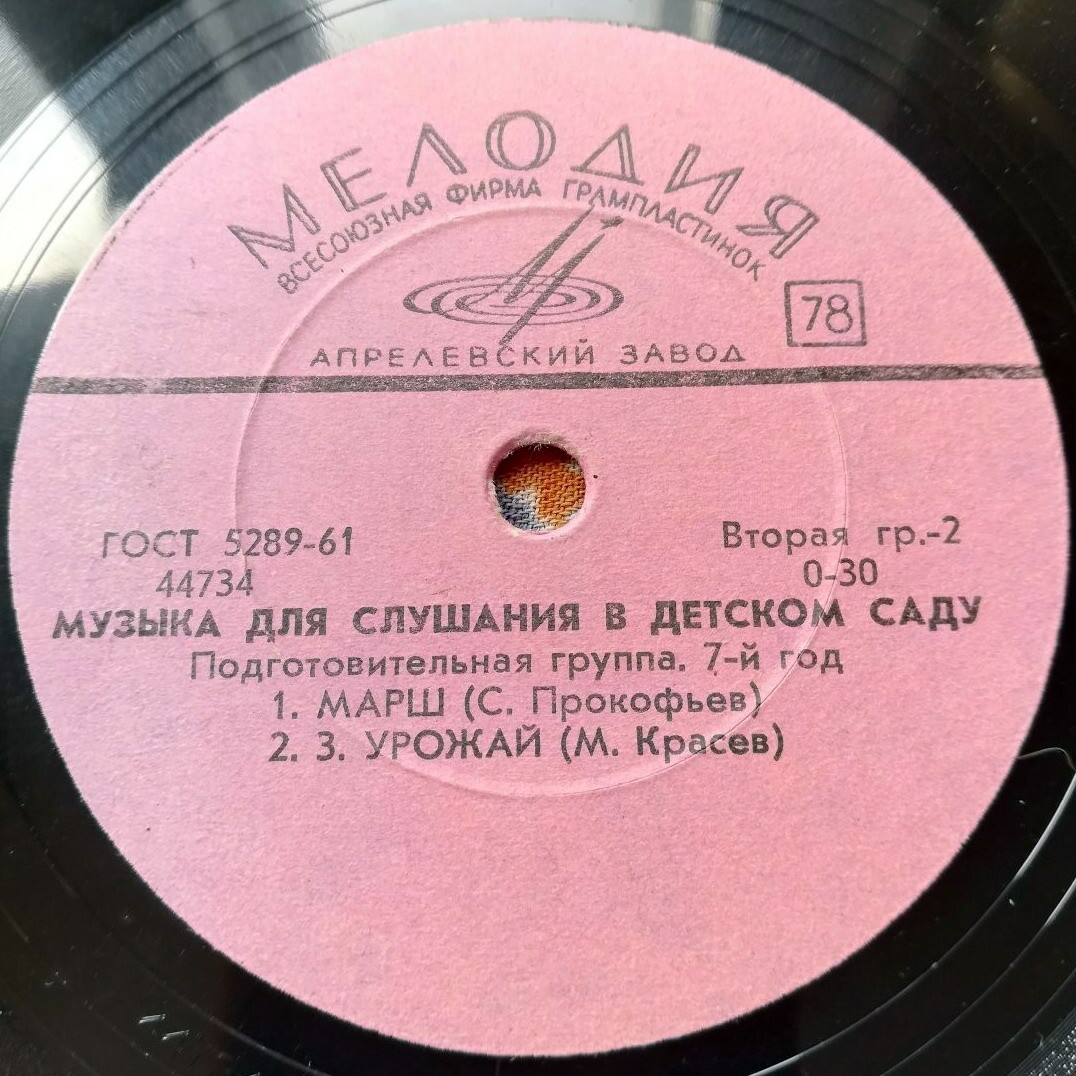 МЕЛОДИЯ
ВСЕСОЮЗНАЯ ФИРМА ГРАМПЛАСТИНОК
78
АПРЕЛЕВСКИЙ ЗАВОД
ГОСТ 5289-61 Вторая гр.-2
44734 0-30
МУЗЫКА ДЛЯ СЛУШАНИЯ В ДЕТСКОМ САДУ
Подготовительная группа. 7-й год
1. МАРШ (С. Прокофьев)
2. 3. УРОЖАЙ (М. Красев)